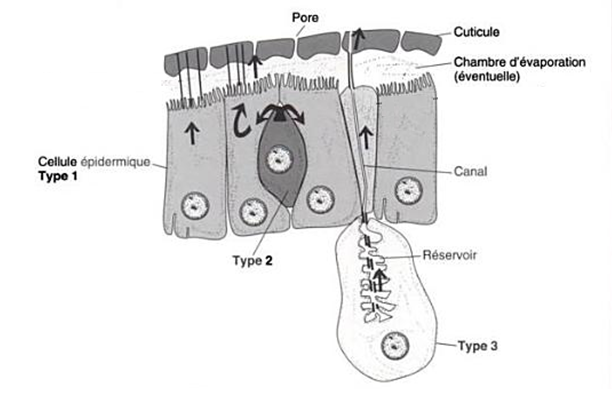 Pore
Cuticule
Chambre d'évaporation
(éventuelle)
Cellule épidermique
Type 1
Canal
Type 2
Réservoir
Type 3